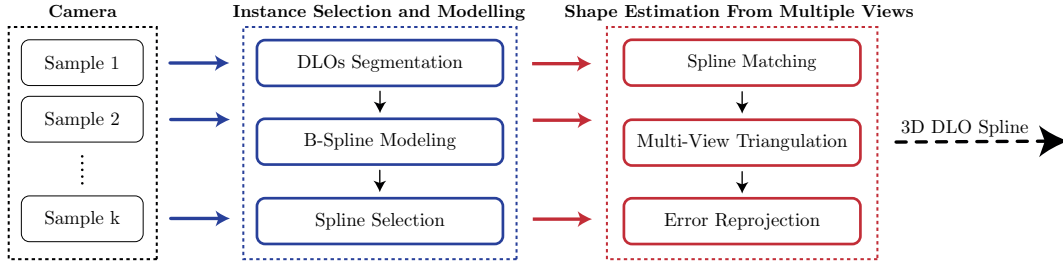 Camera
Sample 1
Sample 2
Sample k
Instance Selection and Modelling
DLOs Segmentation
B-Spline Modeling
Spline Selection
Shape Estimation From Multiple Views
Spline Matching
Multi-View Triangulation
Error Reprojection
3D DLO Spline